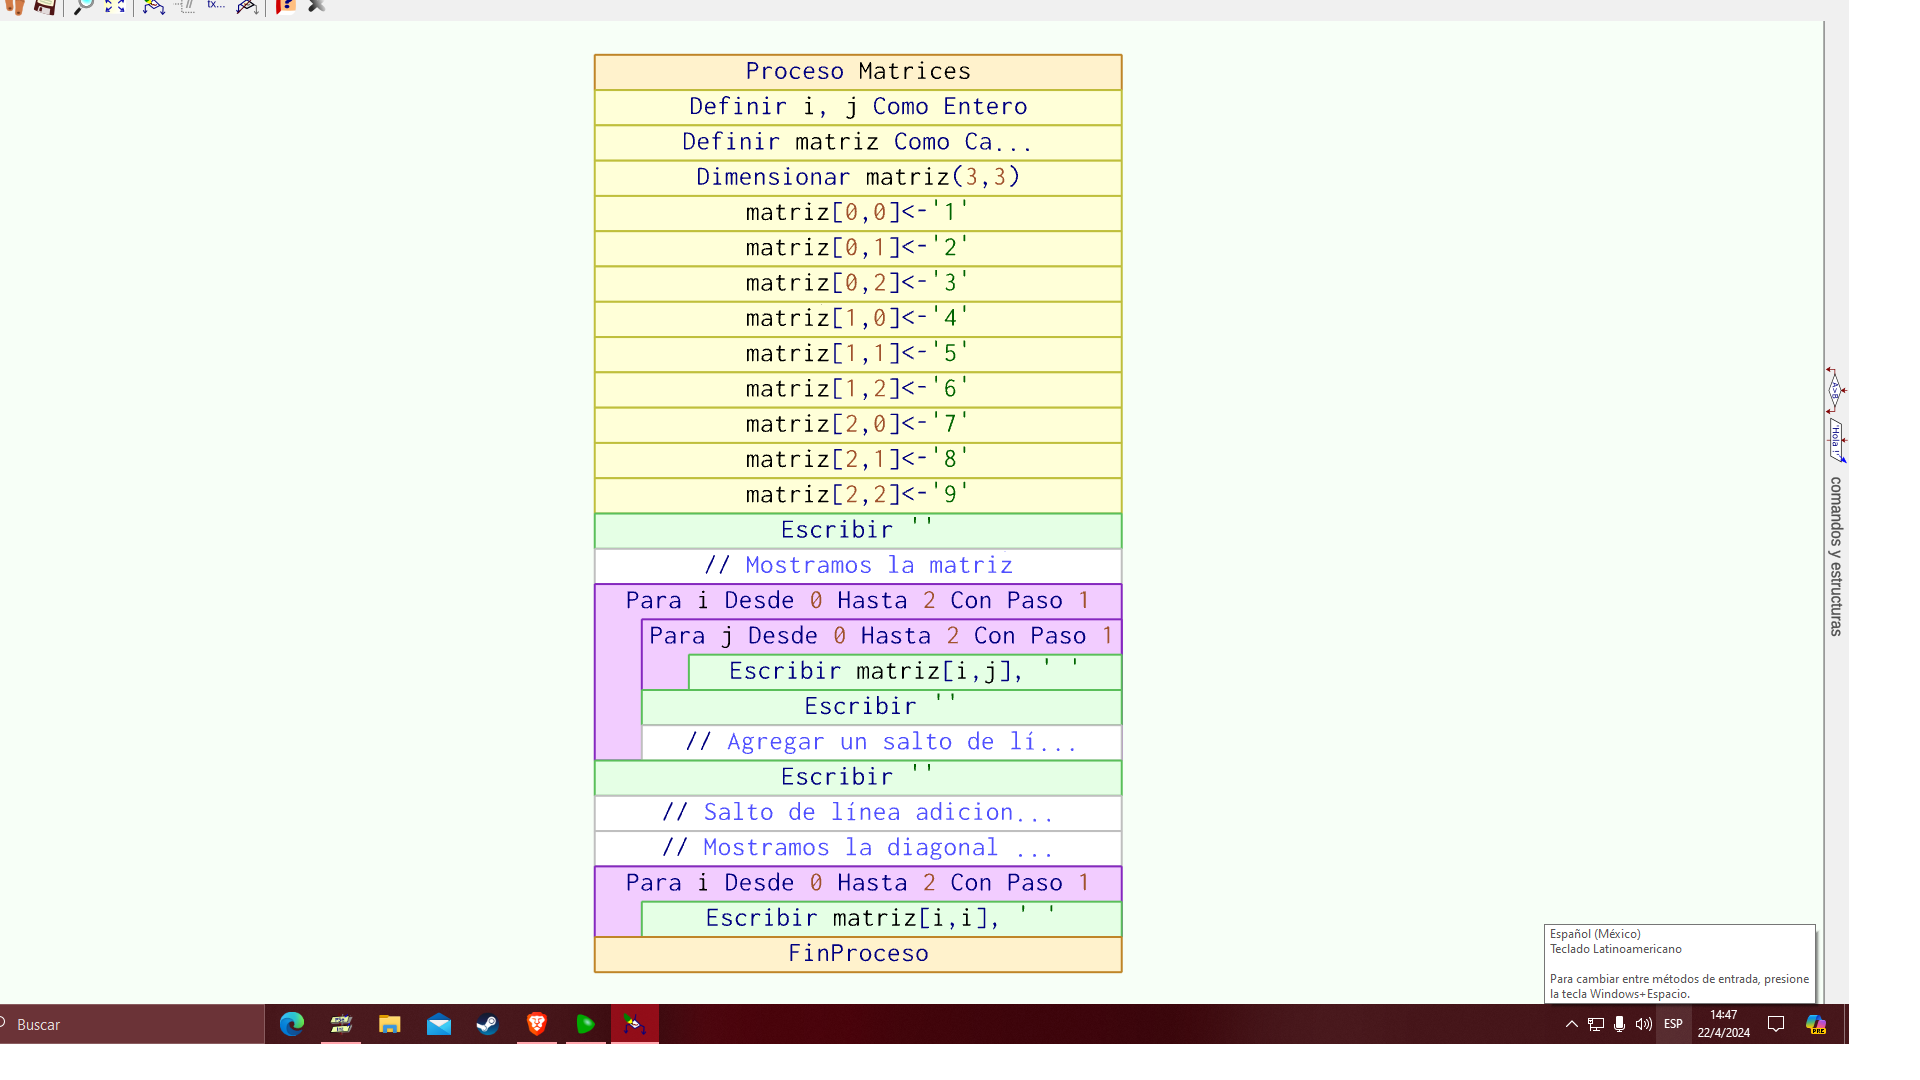 tx...
Proceso Matrices
Definir i, j Como Entero
Definir matriz Como Ca...
Dimensionar matriz(3,3)
matriz[0,0]<-'1'
matriz[0,1]<-'2'
matriz[0,2]<-'3'
matriz[1,0]<-'4'
matriz[1,1]<-'5'
matriz[1,2]<-'6'
matriz[2,0]<-'7'
matriz[2,1]<-'8'
matriz[2,2]<-'9'
Escribir ''
// Mostramos la matriz
Para i Desde 0 Hasta 2 Con Paso 1
Para j Desde 0 Hasta 2 Con Paso 1
Escribir matriz[i,j], ' '
Escribir ''
// Agregar un salto de lí...
Escribir ''
// Salto de línea adicion...
// Mostramos la diagonal ...
Para i Desde 0 Hasta 2 Con Paso 1
Escribir matriz[i,i], ' '
FinProceso
A>B
'Hola !'
comandos y estructuras
Español (México)
Teclado Latinoamericano
Para cambiar entre métodos de entrada, presione
la tecla Windows+Espacio.
Buscar
ESP
14:47
22/4/2024
PRE